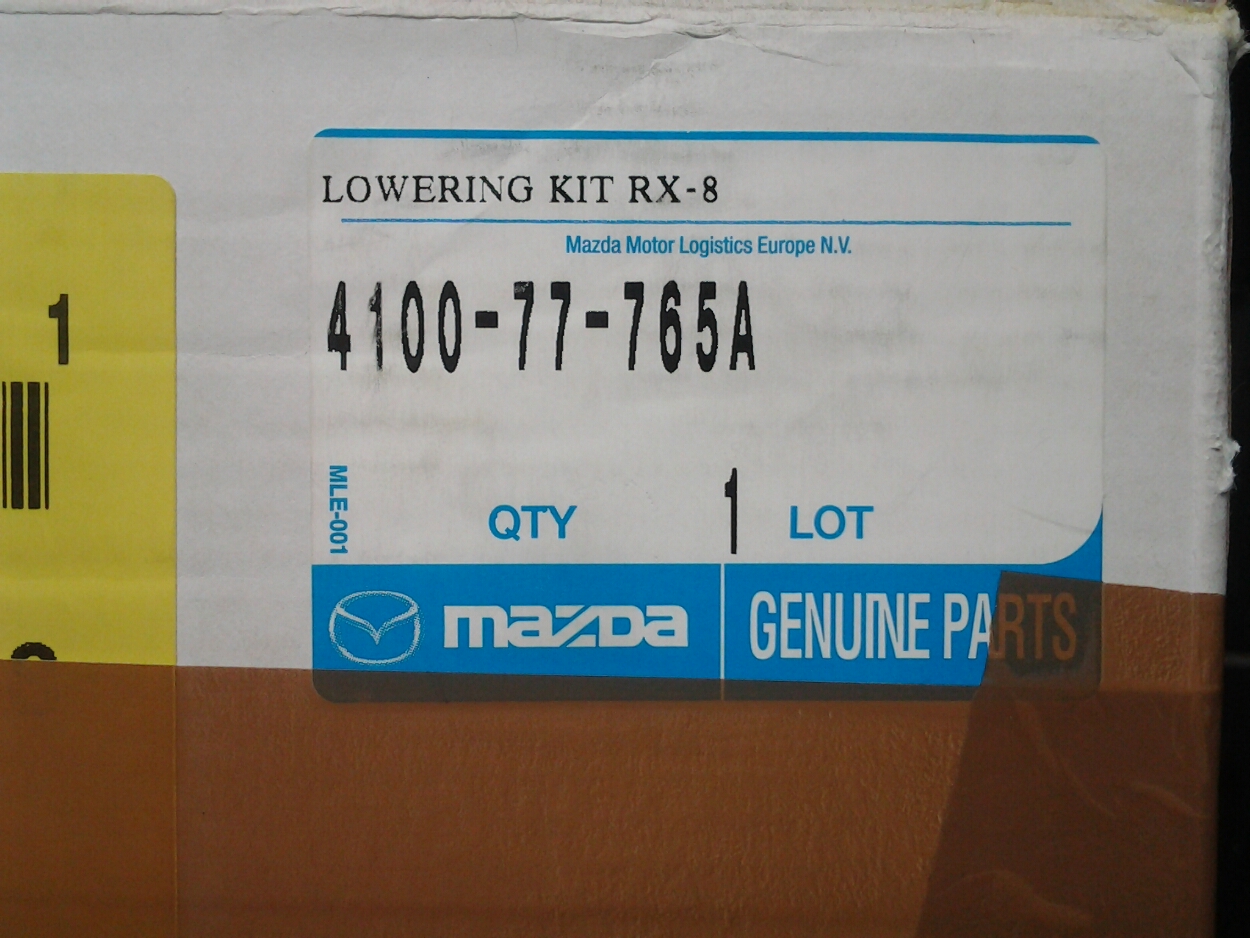 LOWERING KIT RX-8
Mazda Motor Logistics Europe N.V.
4100-77-765A
1
MLE-001
QTY 1 LOT
mazda GENUINE PARTS